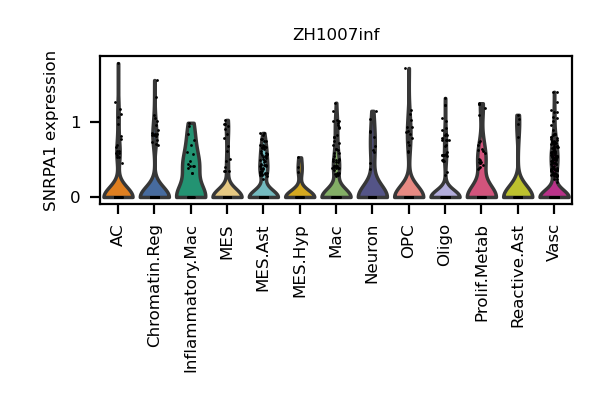 ZH1007inf
SNRPA1 expression
1
0
AC
Chromatin.Reg
Inflammatory.Mac
MES
MES.Ast
MES.Hyp
Mac
Neuron
OPC
Oligo
Prolif.Metab
Reactive.Ast
Vasc